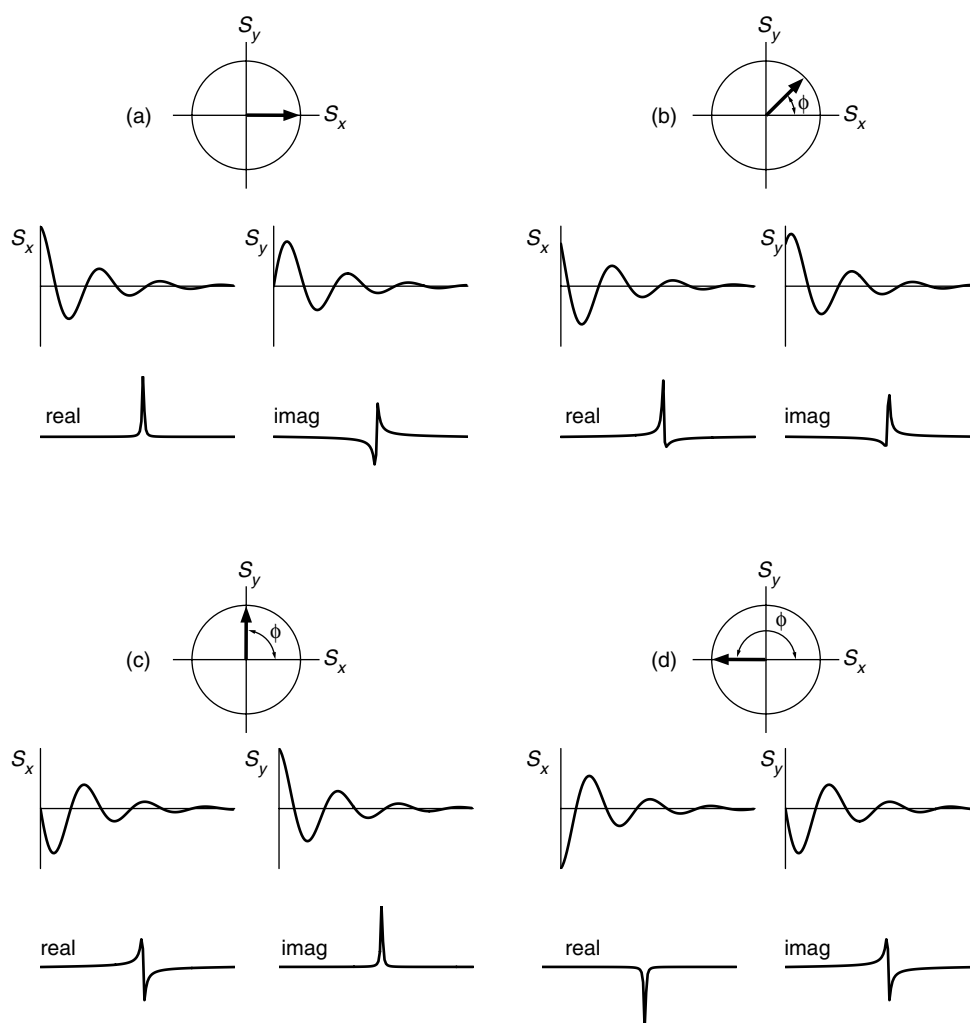 S_y
(a)
S_x
S_x
S_y
real
imag
S_y
(b)
ϕ
S_x
S_x
S_y
real
imag
S_y
(c)
ϕ
S_x
S_x
S_y
real
imag
S_y
(d)
ϕ
S_x
S_x
S_y
real
imag